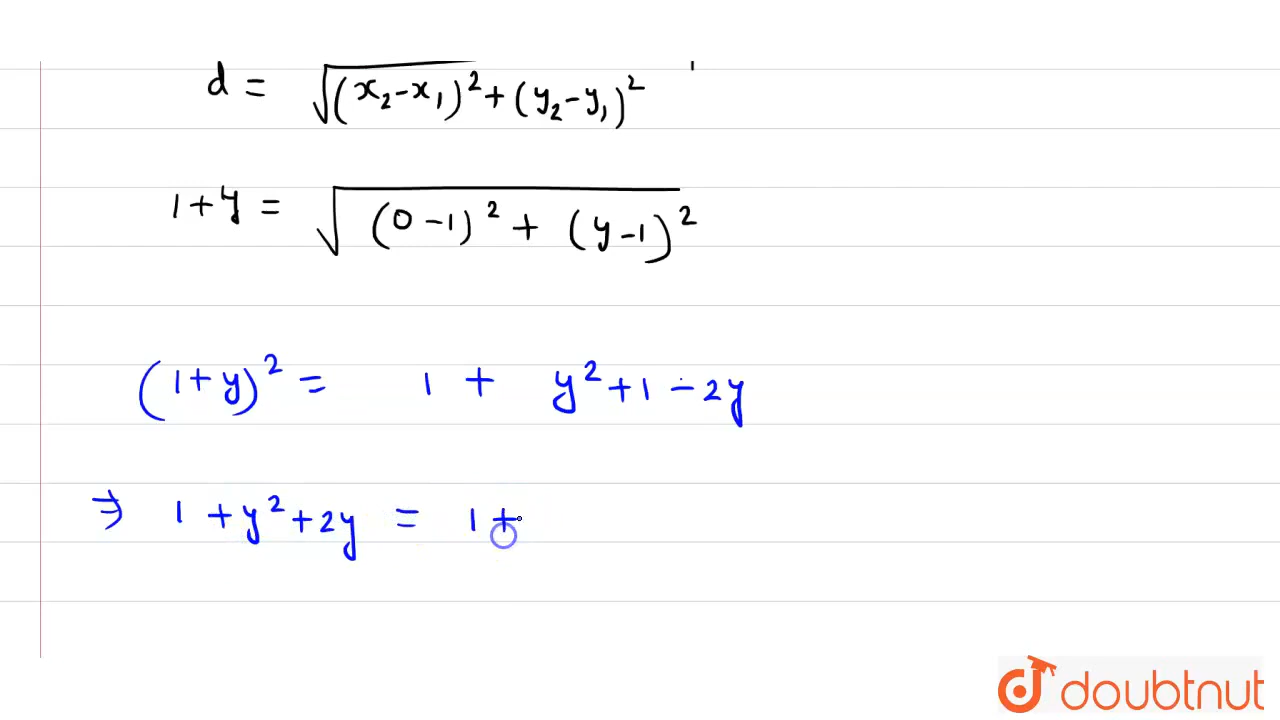 d = √(x₂-x₁)²+(y₂-y₁)²
1+y = √(0-1)²+(y-1)²
(1+y)² = 1 + y²+1-2y
⇒ 1+y²+2y = 1+
doubtnut